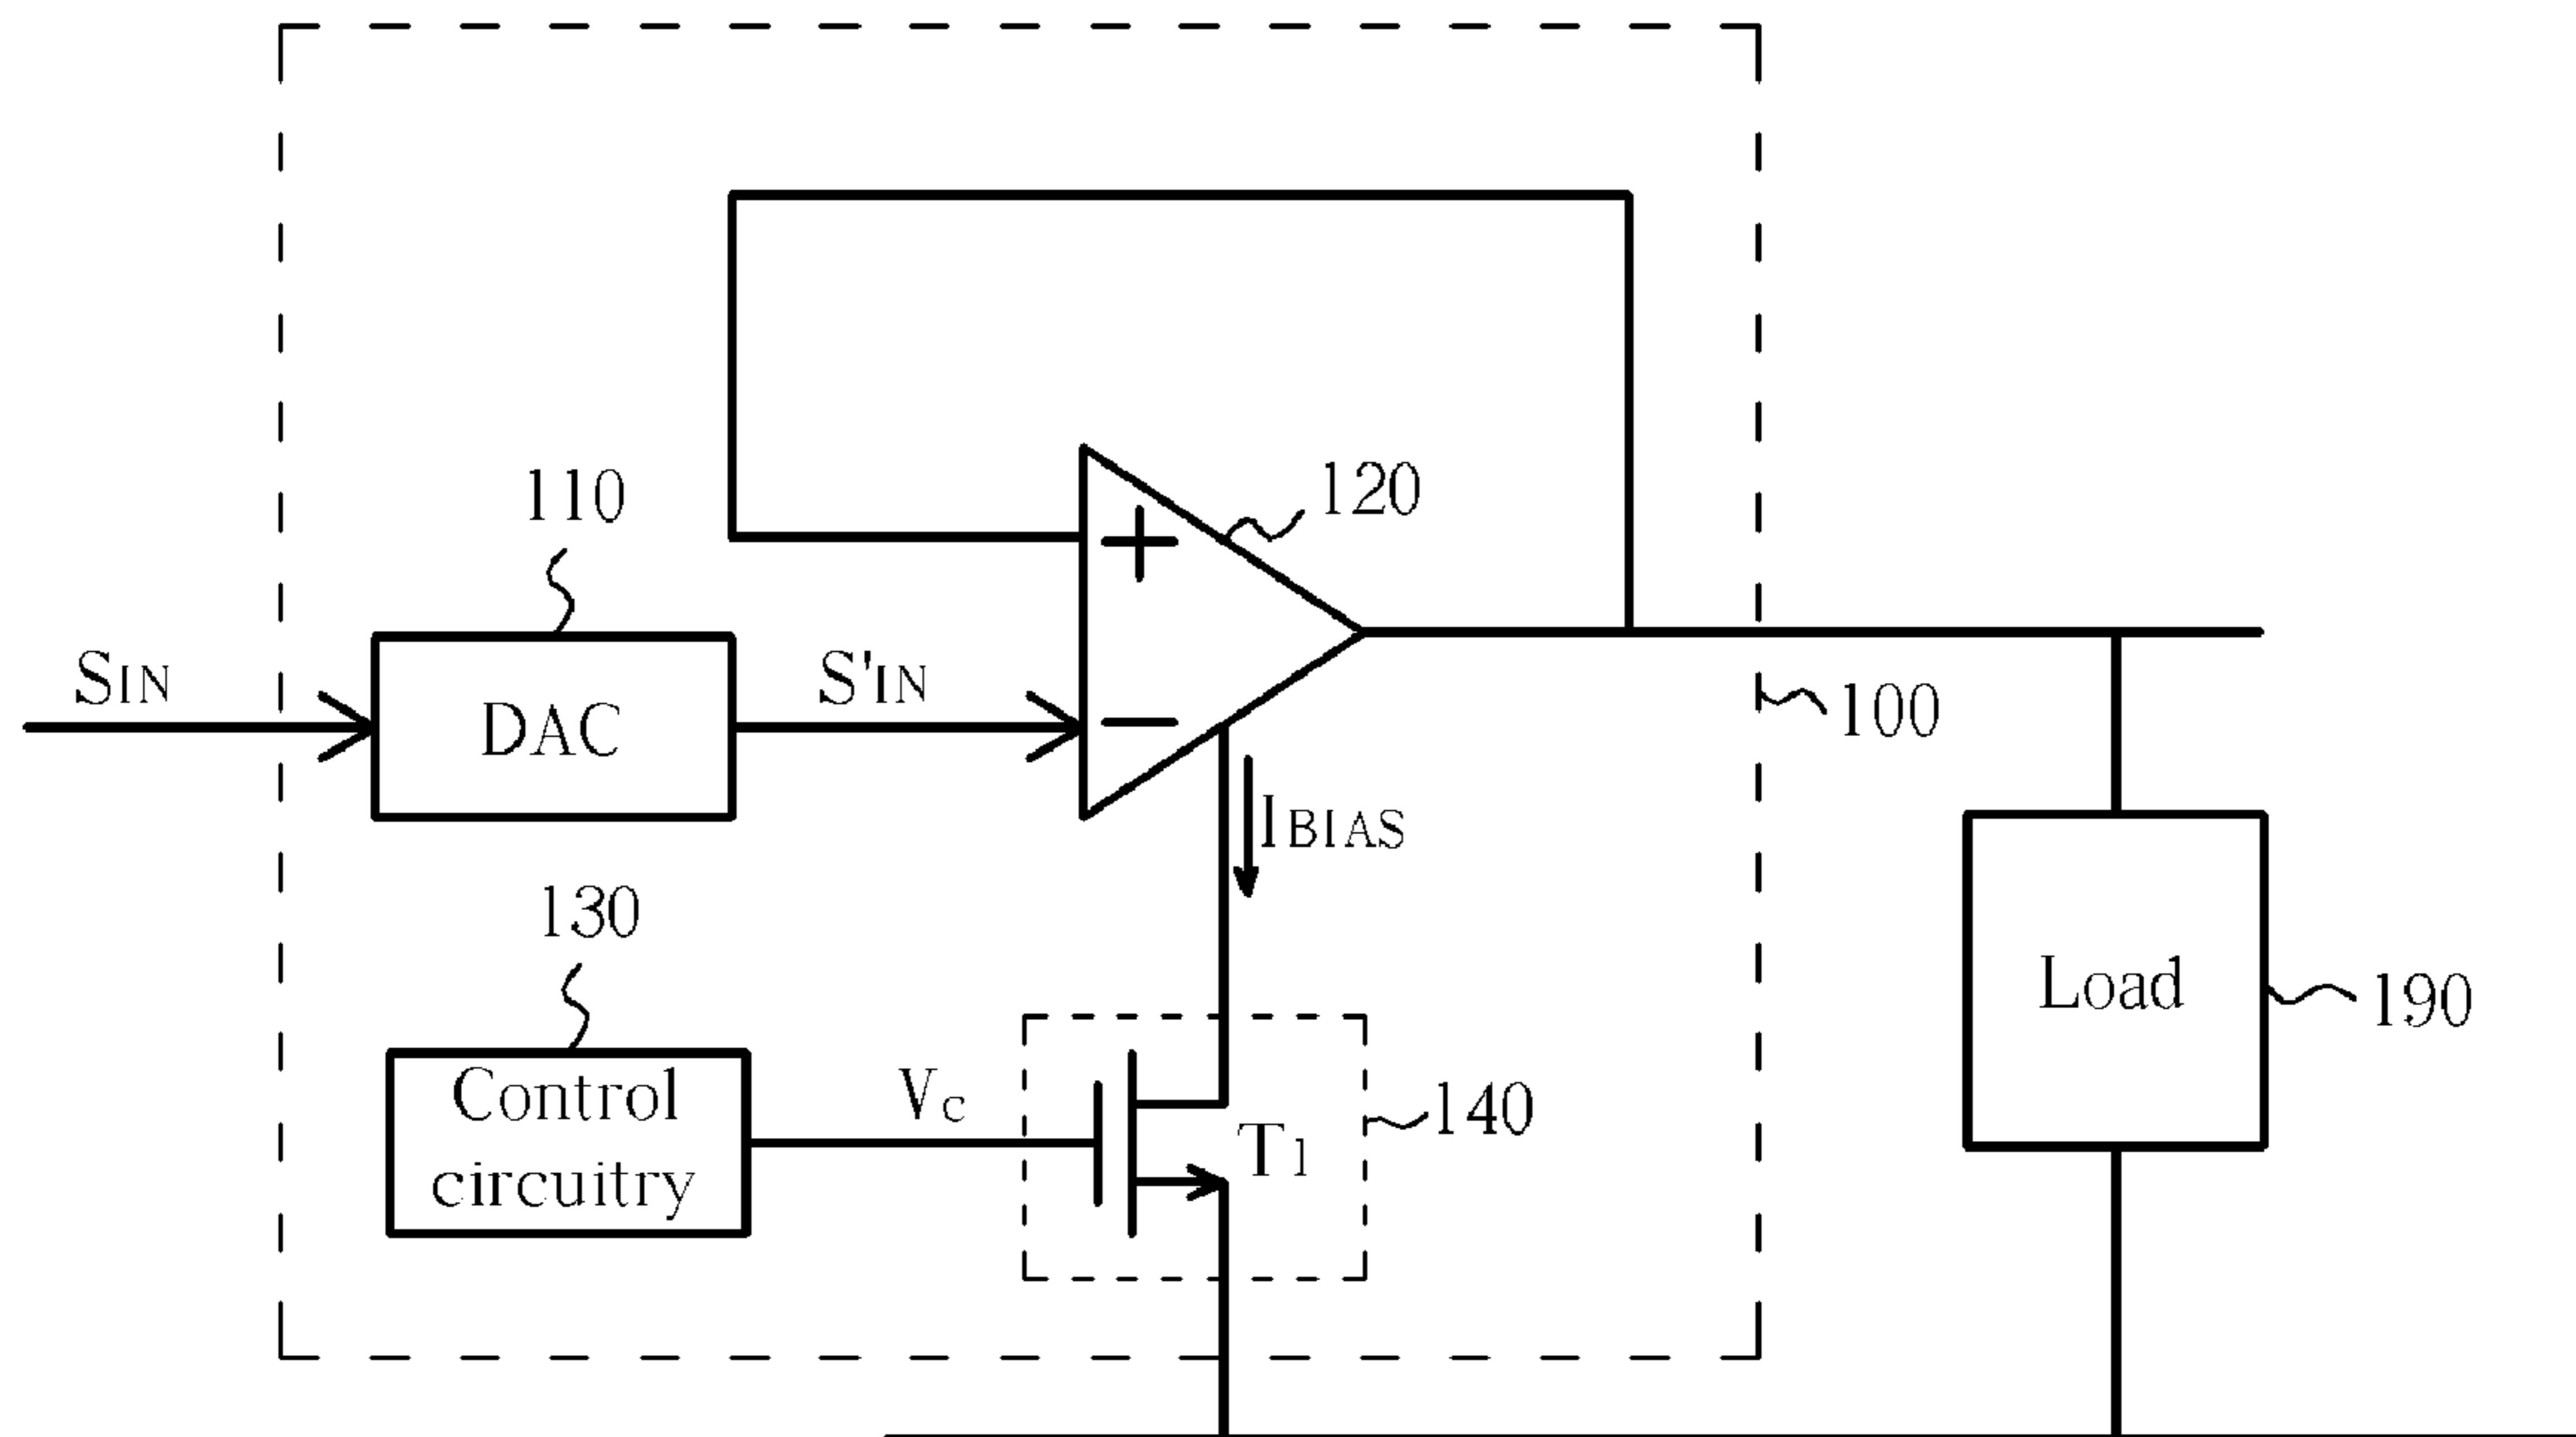 110
120
+
SIN
DAC
S'IN
−
100
IBIAS
130
Load
190
Control
circuitry
Vc
T1
140